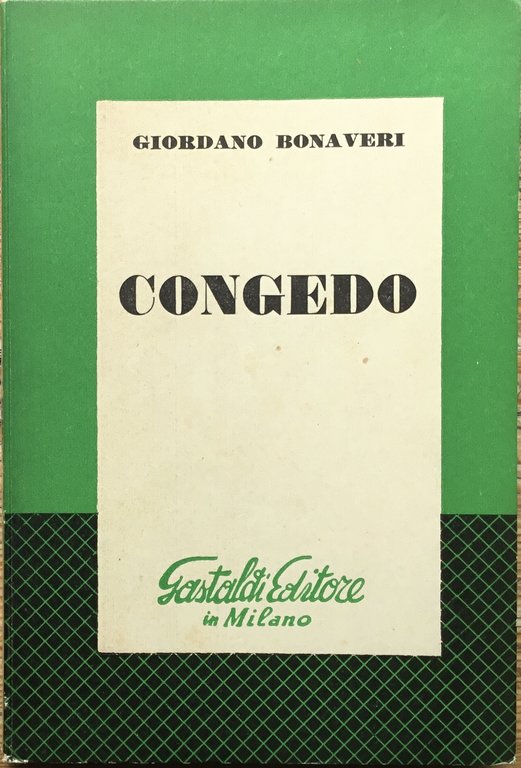 GIORDANO BONAVERI
CONGEDO
Gastaldi Editore
in Milano